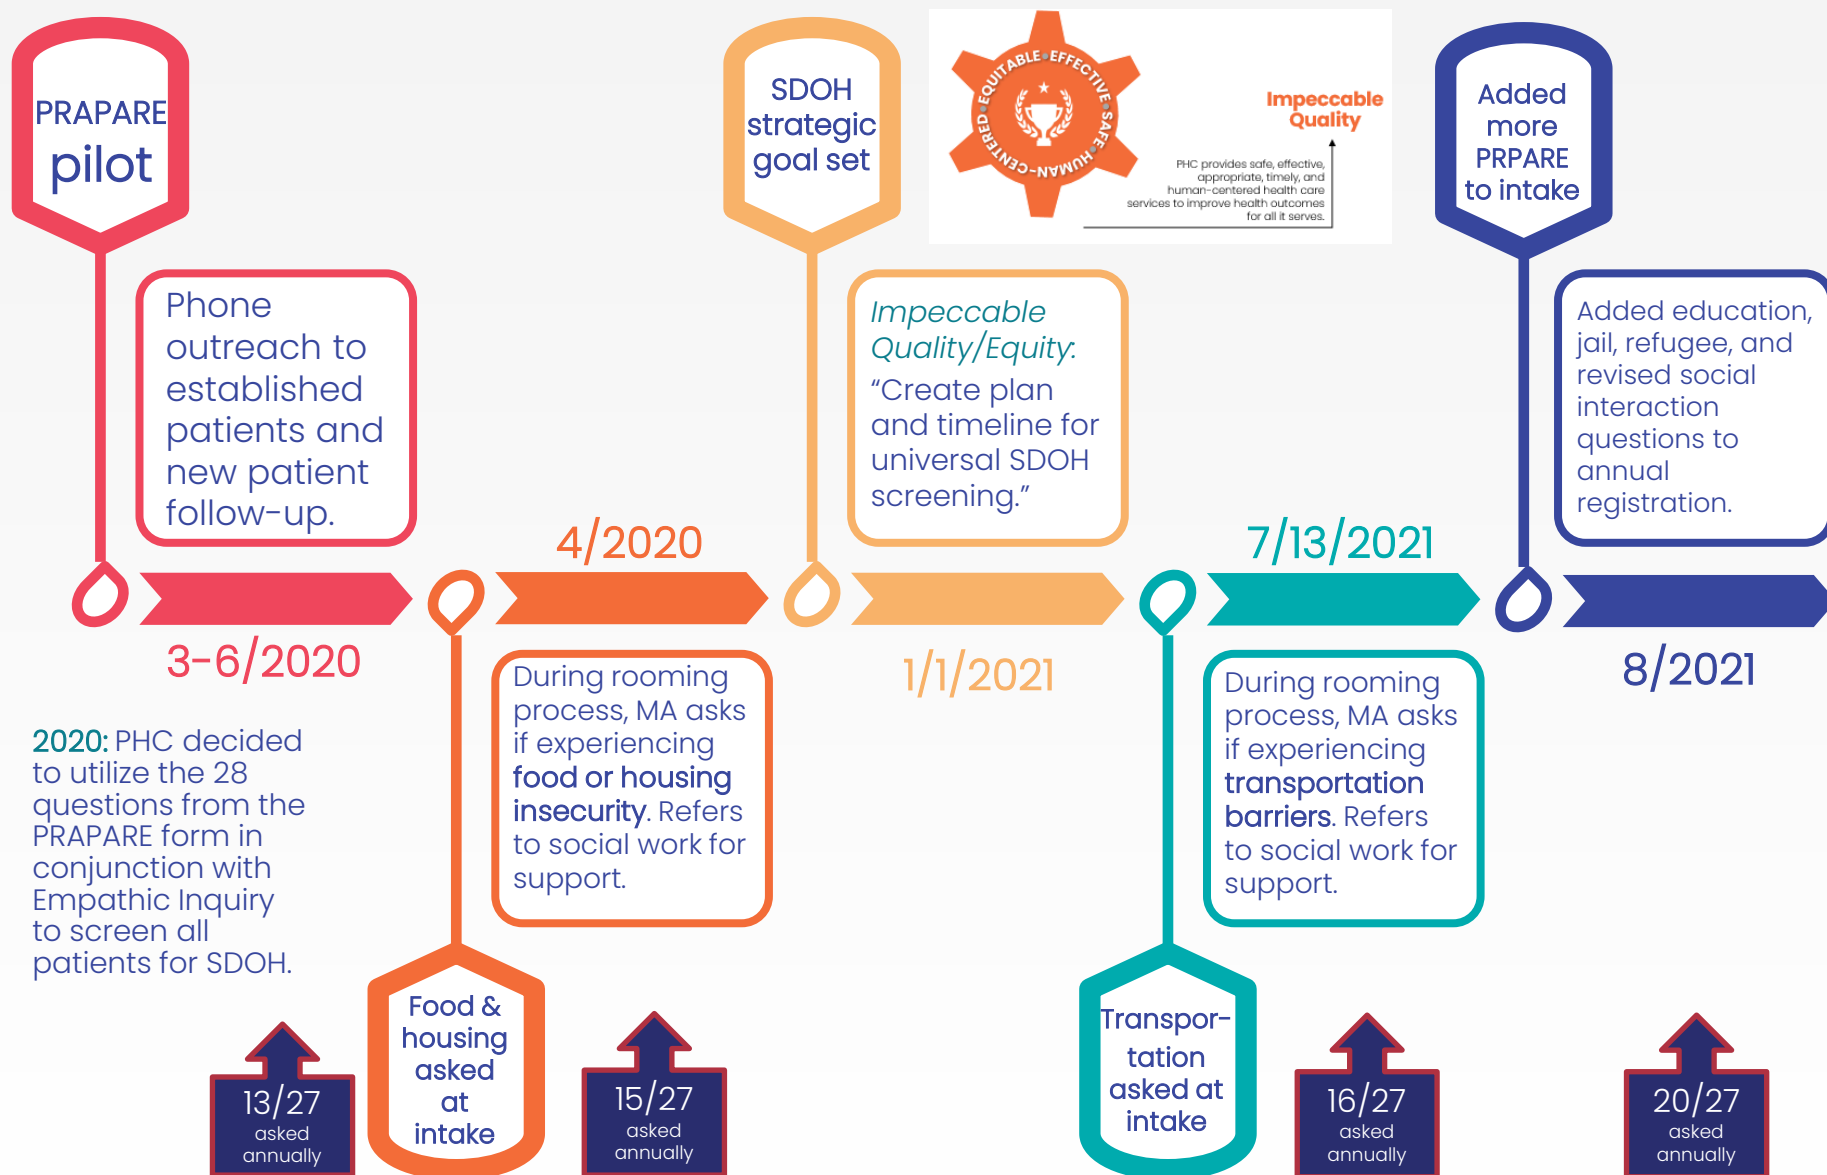 PRAPARE
pilot
Phone
outreach to
established
patients and
new patient
follow-up.
3-6/2020
2020: PHC decided
to utilize the 28
questions from the
PRAPARE form in
conjunction with
Empathic Inquiry
to screen all
patients for SDOH.
13/27
asked
annually
4/2020
During rooming
process, MA asks
if experiencing
food or housing
insecurity. Refers
to social work for
support.
Food &
housing
asked
at
intake
15/27
asked
annually
SDOH
strategic
goal set
EQUITABLE • EFFECTIVE • SAFE • HUMAN-CENTERED
Impeccable
Quality
PHC provides safe, effective,
appropriate, timely, and
human-centered health care
services to improve health outcomes
for all it serves.
Impeccable
Quality/Equity:
“Create plan
and timeline for
universal SDOH
screening.”
1/1/2021
7/13/2021
During rooming
process, MA asks
if experiencing
transportation
barriers. Refers
to social work for
support.
Transpor-
tation
asked at
intake
16/27
asked
annually
Added
more
PRPARE
to intake
Added education,
jail, refugee, and
revised social
interaction
questions to
annual
registration.
8/2021
20/27
asked
annually